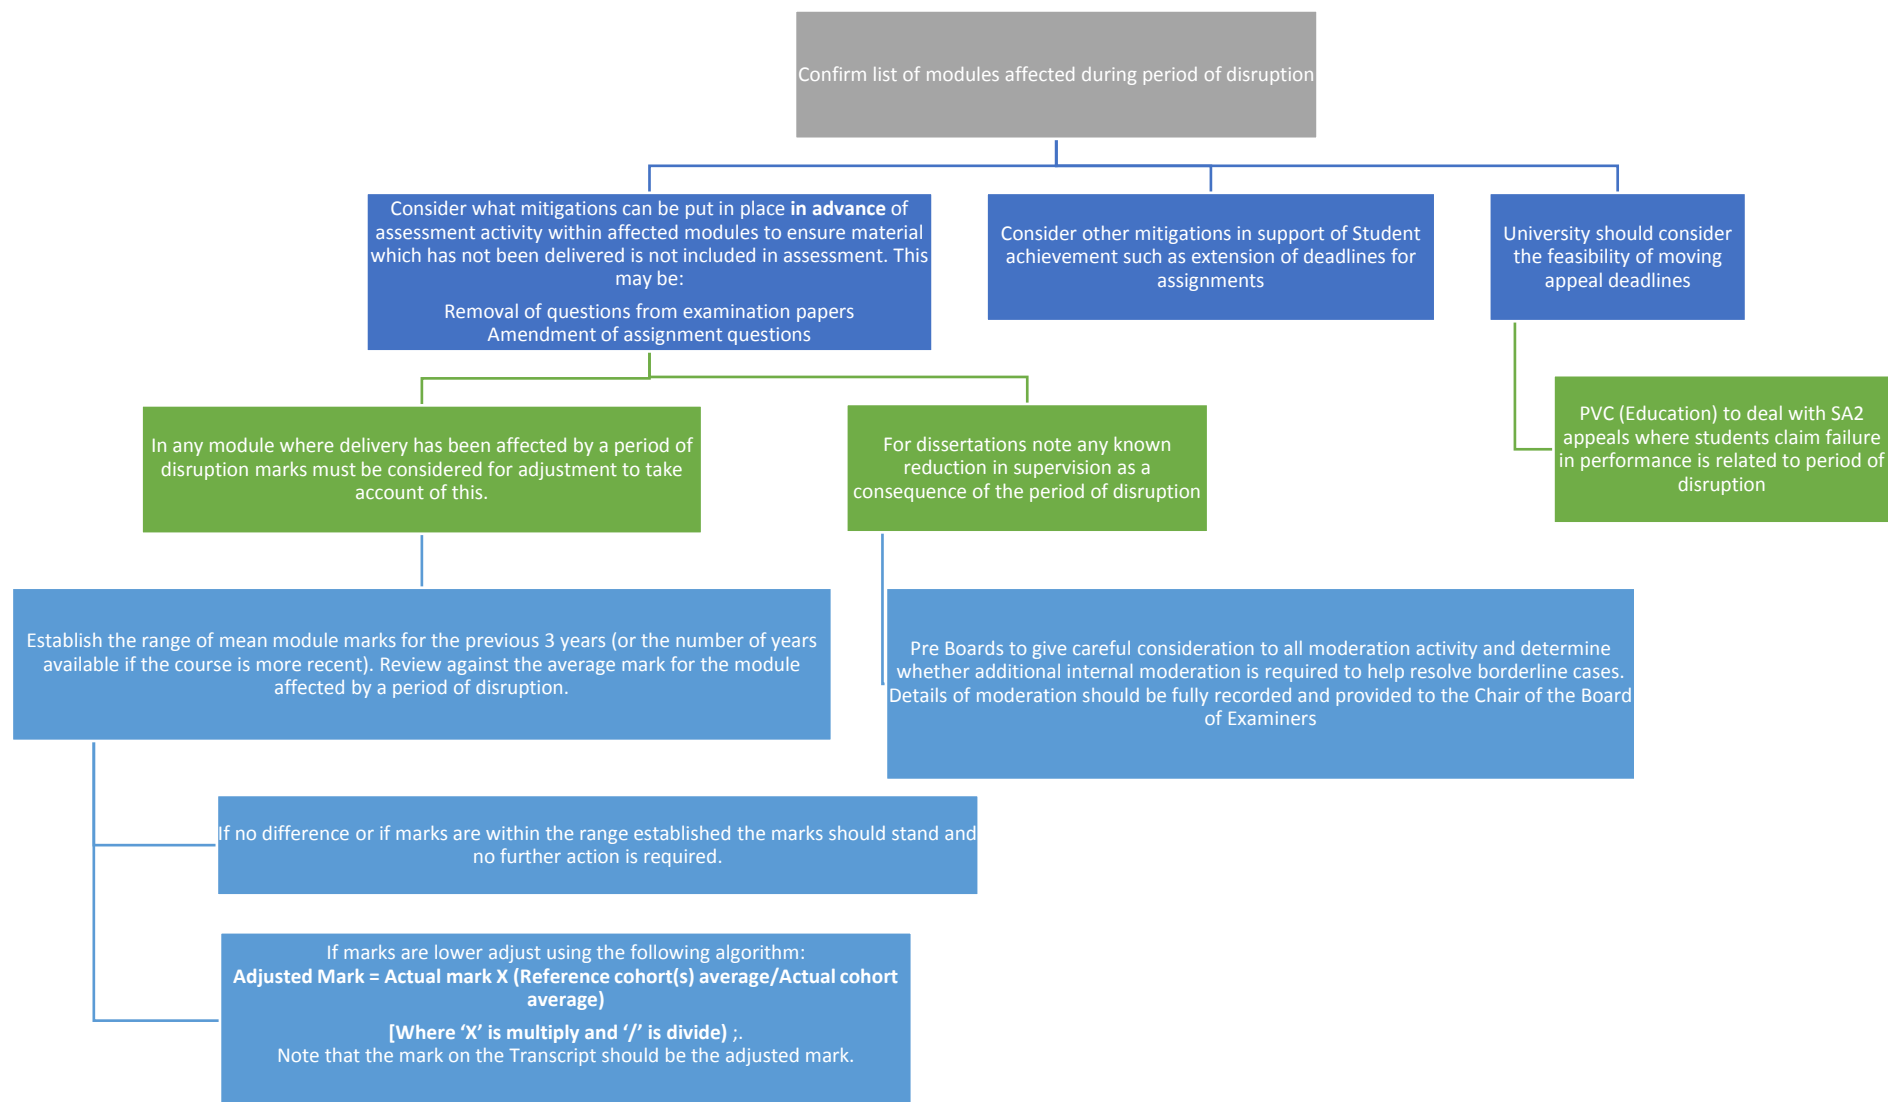 Confirm list of modules affected during period of disruption
Consider what mitigations can be put in place in advance of
assessment activity within affected modules to ensure material
which has not been delivered is not included in assessment. This
may be:
Removal of questions from examination papers
Amendment of assignment questions
Consider other mitigations in support of Student
achievement such as extension of deadlines for
assignments
University should consider
the feasibility of moving
appeal deadlines
In any module where delivery has been affected by a period of
disruption marks must be considered for adjustment to take
account of this.
For dissertations note any known
reduction in supervision as a
consequence of the period of disruption
PVC (Education) to deal with SA2
appeals where students claim failure
in performance is related to period of
disruption
Establish the range of mean module marks for the previous 3 years (or the number of years
available if the course is more recent). Review against the average mark for the module
affected by a period of disruption.
Pre Boards to give careful consideration to all moderation activity and determine
whether additional internal moderation is required to help resolve borderline cases.
Details of moderation should be fully recorded and provided to the Chair of the Board
of Examiners
If no difference or if marks are within the range established the marks should stand and
no further action is required.
If marks are lower adjust using the following algorithm:
Adjusted Mark = Actual mark X (Reference cohort(s) average/Actual cohort
average)
[Where ‘X’ is multiply and ‘/’ is divide) ;.
Note that the mark on the Transcript should be the adjusted mark.